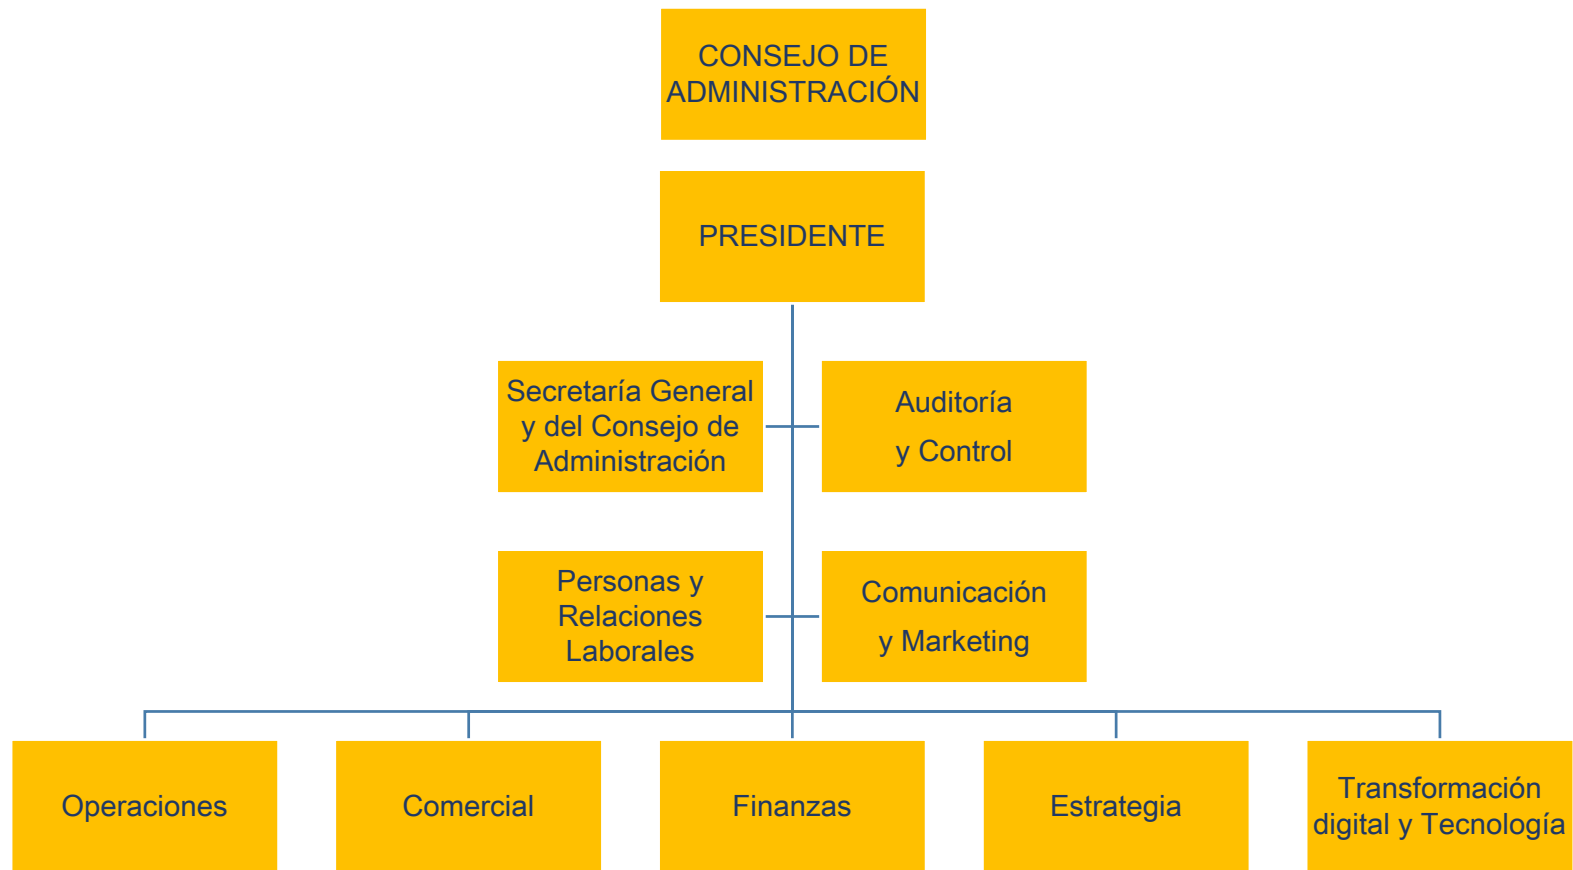 CONSEJO DE
ADMINISTRACIÓN
PRESIDENTE
Secretaría General
y del Consejo de
Administración
Auditoría
y Control
Personas y
Relaciones
Laborales
Comunicación
y Marketing
Operaciones
Comercial
Finanzas
Estrategia
Transformación
digital y Tecnología